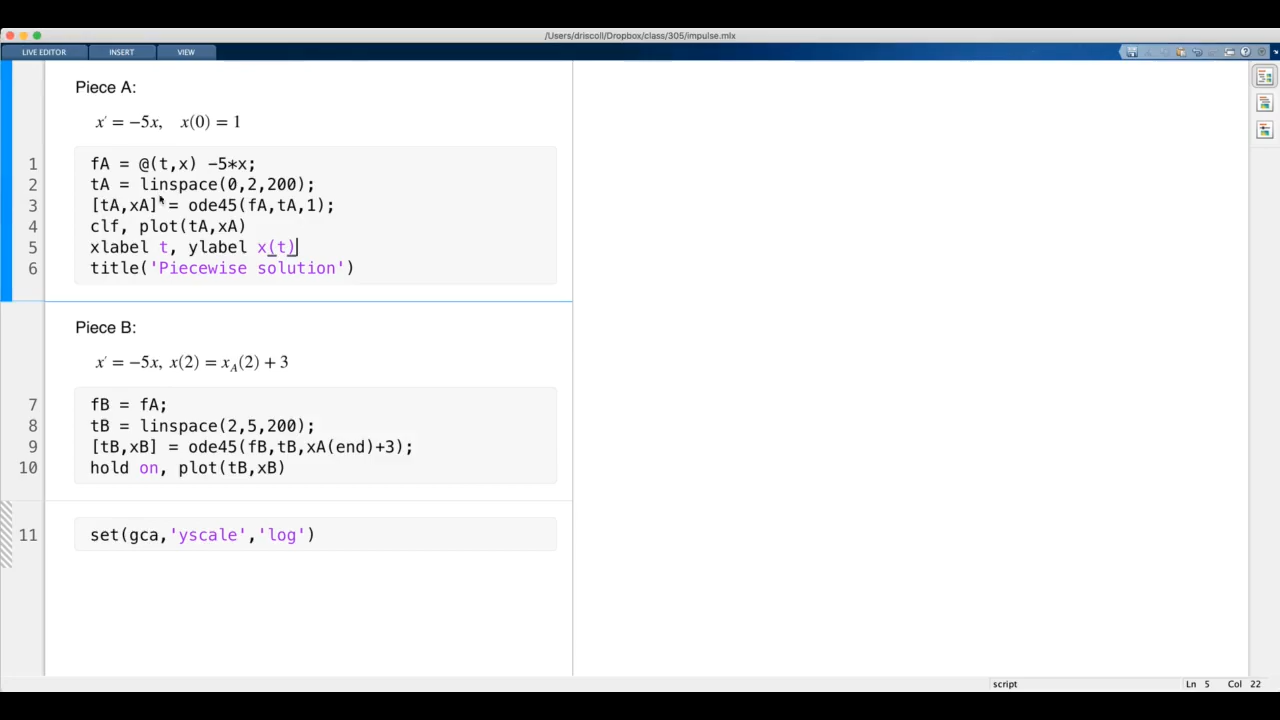 /Users/driscoll/Dropbox/class/305/impulse.mlx
LIVE EDITOR INSERT VIEW
Piece A:
x′ = −5x, x(0) = 1
1 fA = @(t,x) -5*x;
2 tA = linspace(0,2,200);
3 [tA,xA] = ode45(fA,tA,1);
4 clf, plot(tA,xA)
5 xlabel t, ylabel x(t)
6 title('Piecewise solution')
Piece B:
x′ = −5x, x(2) = x_A(2) + 3
7 fB = fA;
8 tB = linspace(2,5,200);
9 [tB,xB] = ode45(fB,tB,xA(end)+3);
10 hold on, plot(tB,xB)
11 set(gca,'yscale','log')
script Ln 5 Col 22